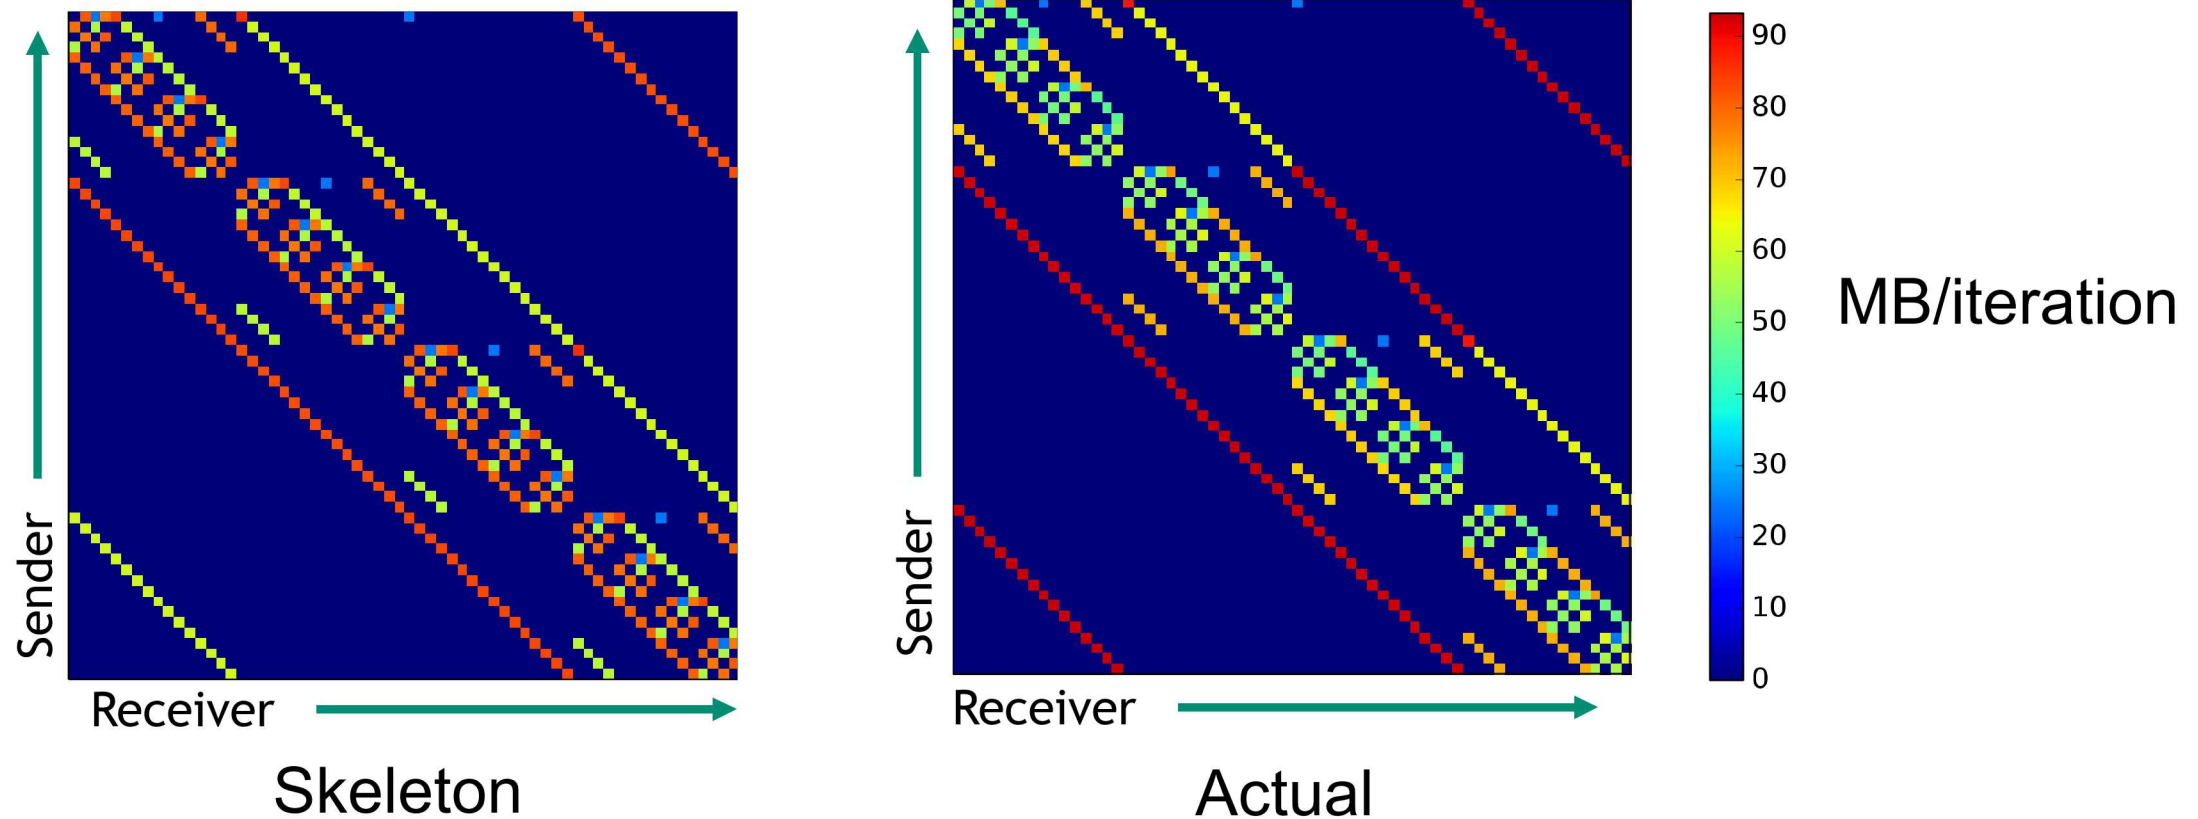 Sender
Receiver
Skeleton
Sender
Receiver
Actual
90
80
70
60
50
40
30
20
10
0
MB/iteration